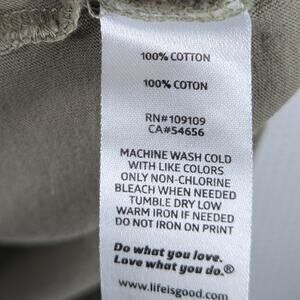 100% COTTON
100% COTON
RN#109109
CA#54656
MACHINE WASH COLD
WITH LIKE COLORS
ONLY NON-CHLORINE
BLEACH WHEN NEEDED
TUMBLE DRY LOW
WARM IRON IF NEEDED
DO NOT IRON ON PRINT
Do what you love.
Love what you do.®
www.lifeisgood.com